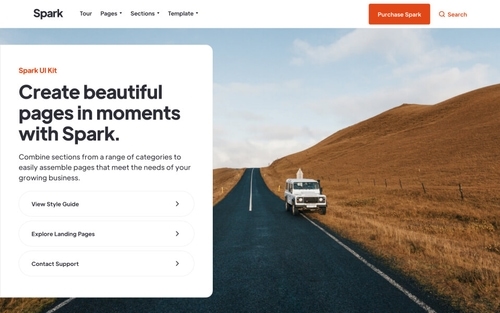 Spark
Tour Pages Sections Template
Purchase Spark
Search
Spark UI Kit
Create beautiful
pages in moments
with Spark.
Combine sections from a range of categories to
easily assemble pages that meet the needs of your
growing business.
View Style Guide
Explore Landing Pages
Contact Support